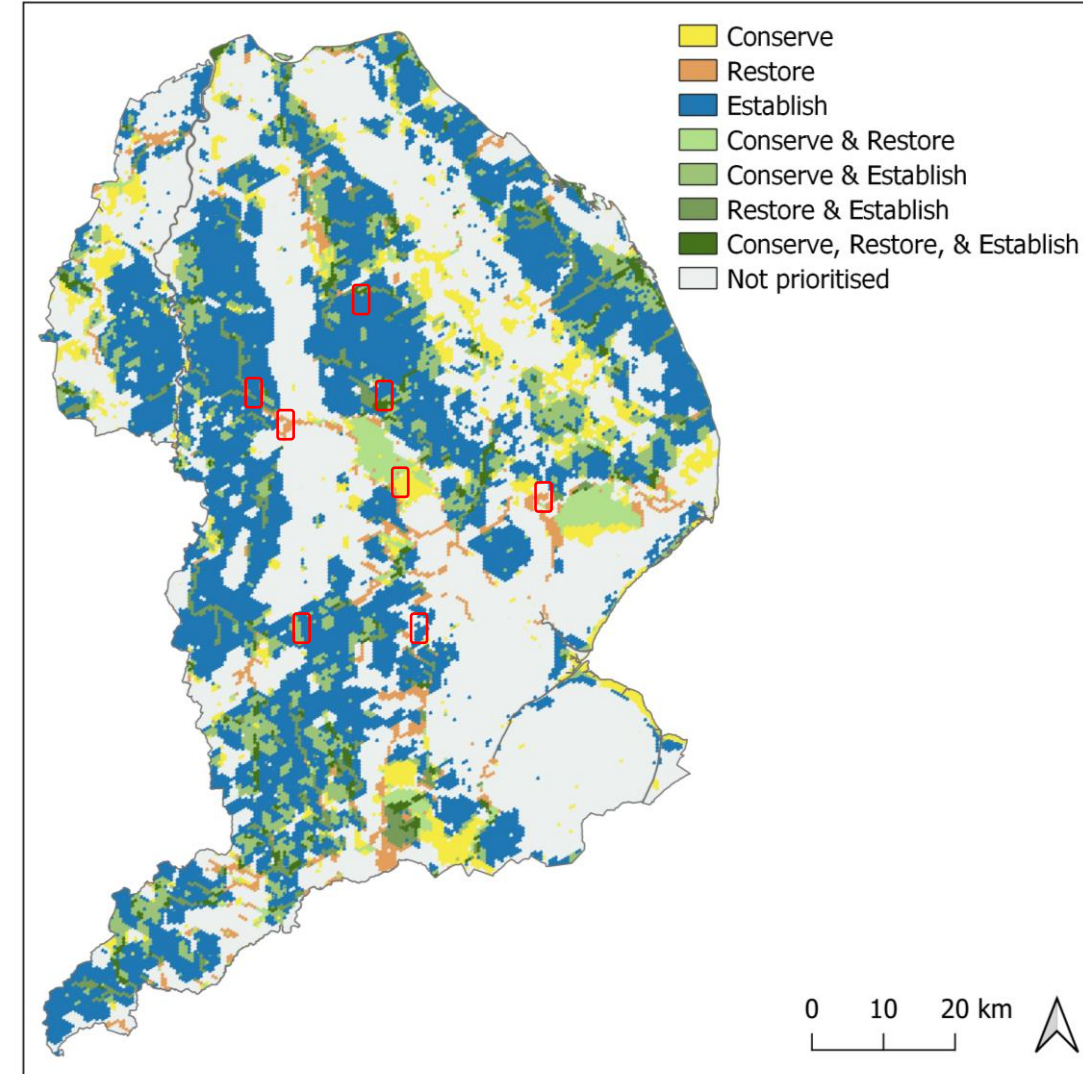 Conserve
Restore
Establish
Conserve & Restore
Conserve & Establish
Restore & Establish
Conserve, Restore, & Establish
Not prioritised
0 10 20 km